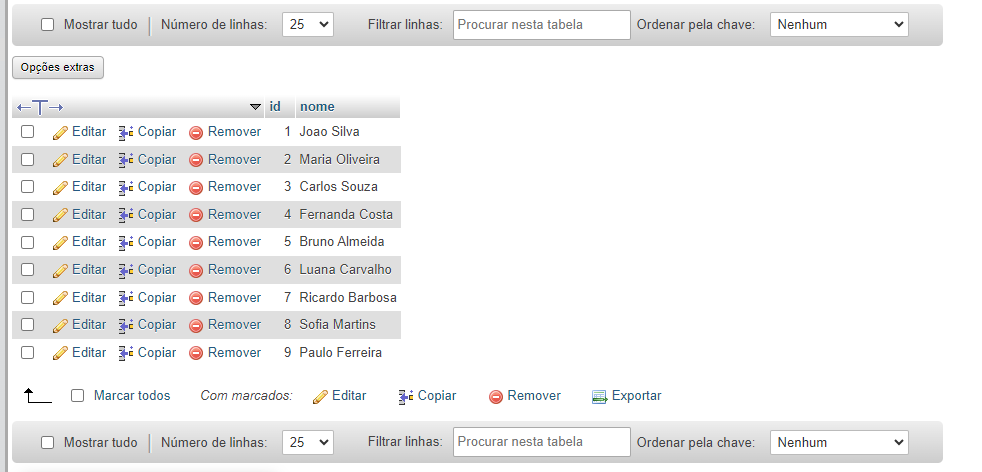 Mostrar tudo Número de linhas: 25 Filtrar linhas: Procurar nesta tabela Ordenar pela chave: Nenhum
Opções extras
id nome
Editar Copiar Remover 1 Joao Silva
Editar Copiar Remover 2 Maria Oliveira
Editar Copiar Remover 3 Carlos Souza
Editar Copiar Remover 4 Fernanda Costa
Editar Copiar Remover 5 Bruno Almeida
Editar Copiar Remover 6 Luana Carvalho
Editar Copiar Remover 7 Ricardo Barbosa
Editar Copiar Remover 8 Sofia Martins
Editar Copiar Remover 9 Paulo Ferreira
Marcar todos Com marcados: Editar Copiar Remover Exportar
Mostrar tudo Número de linhas: 25 Filtrar linhas: Procurar nesta tabela Ordenar pela chave: Nenhum